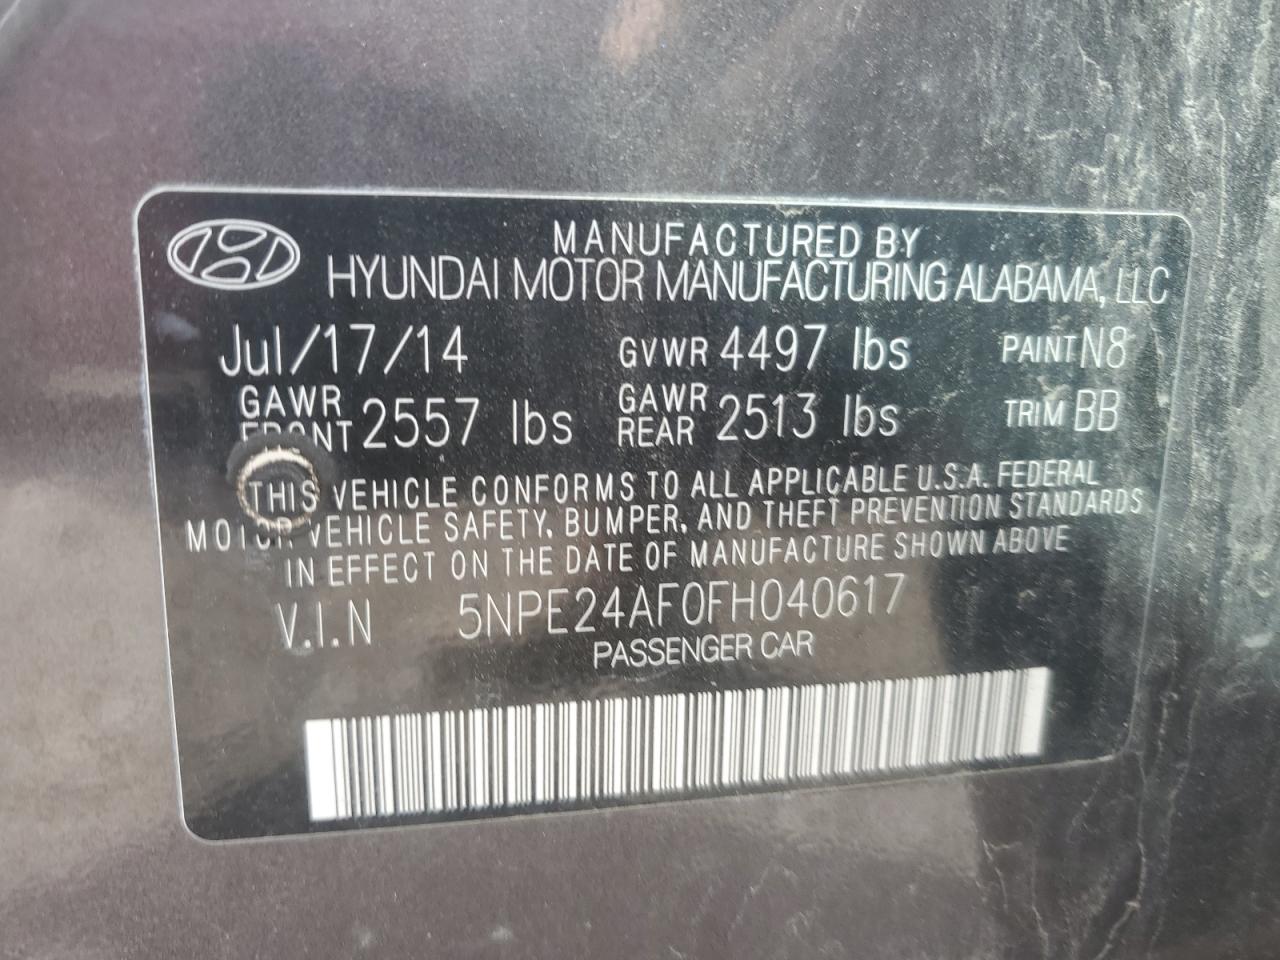 MANUFACTURED BY
HYUNDAI MOTOR MANUFACTURING ALABAMA, LLC
Jul/17/14 GVWR 4497 lbs PAINT N8
GAWR FRONT 2557 lbs GAWR REAR 2513 lbs TRIM BB
THIS VEHICLE CONFORMS TO ALL APPLICABLE U.S.A. FEDERAL
MOTOR VEHICLE SAFETY, BUMPER, AND THEFT PREVENTION STANDARDS
IN EFFECT ON THE DATE OF MANUFACTURE SHOWN ABOVE
V.I.N 5NPE24AF0FH040617
PASSENGER CAR